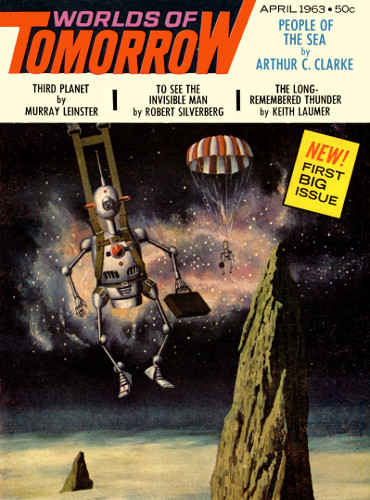 WORLDS OF
TOMORROW
APRIL 1963 • 50c
PEOPLE OF
THE SEA
by
ARTHUR C. CLARKE
THIRD PLANET
by
MURRAY LEINSTER
TO SEE THE
INVISIBLE MAN
by ROBERT SILVERBERG
THE LONG-
REMEMBERED THUNDER
by KEITH LAUMER
NEW!
FIRST
BIG
ISSUE